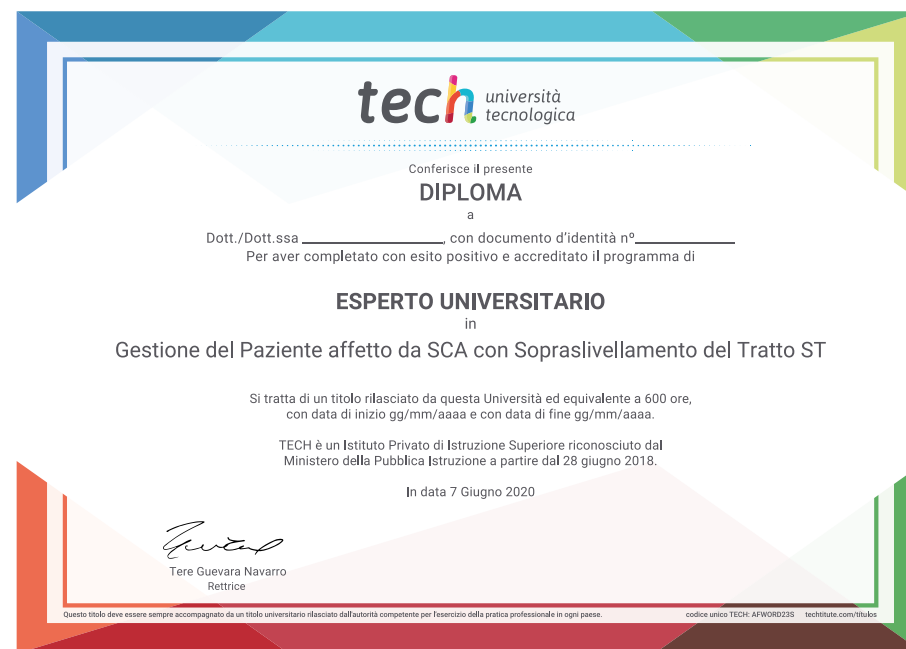 tech università
tecnologica
Conferisce il presente
DIPLOMA
a
Dott./Dott.ssa ________________, con documento d'identità nº____________
Per aver completato con esito positivo e accreditato il programma di
ESPERTO UNIVERSITARIO
in
Gestione del Paziente affetto da SCA con Sopraslivellamento del Tratto ST
Si tratta di un titolo rilasciato da questa Università ed equivalente a 600 ore,
con data di inizio gg/mm/aaaa e con data di fine gg/mm/aaaa.
TECH è un Istituto Privato di Istruzione Superiore riconosciuto dal
Ministero della Pubblica Istruzione a partire dal 28 giugno 2018.
In data 7 Giugno 2020
Tere Guevara Navarro
Rettrice
Questo titolo deve essere sempre accompagnato da un titolo universitario rilasciato dall'autorità competente per l'esercizio della pratica professionale in ogni paese. codice unico TECH: AFWORD23S techtitute.com/titulos